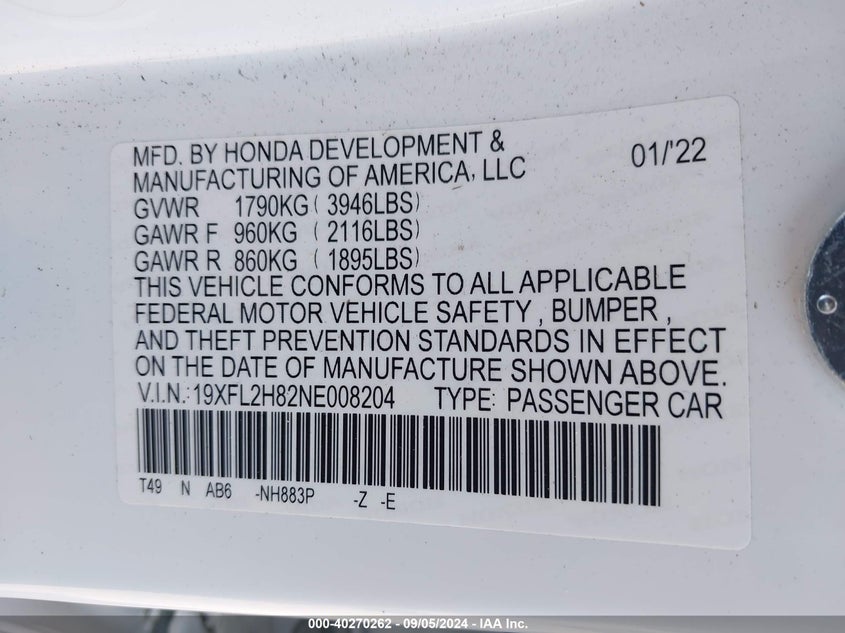 MFD. BY HONDA DEVELOPMENT & 01/'22
MANUFACTURING OF AMERICA, LLC
GVWR 1790KG ( 3946LBS)
GAWR F 960KG ( 2116LBS)
GAWR R 860KG ( 1895LBS)
THIS VEHICLE CONFORMS TO ALL APPLICABLE
FEDERAL MOTOR VEHICLE SAFETY , BUMPER ,
AND THEFT PREVENTION STANDARDS IN EFFECT
ON THE DATE OF MANUFACTURE SHOWN ABOVE.
V.I.N.: 19XFL2H82NE008204 TYPE: PASSENGER CAR
T49 N AB6 -NH883P -Z -E
000-40270262 - 09/05/2024 - IAA Inc.